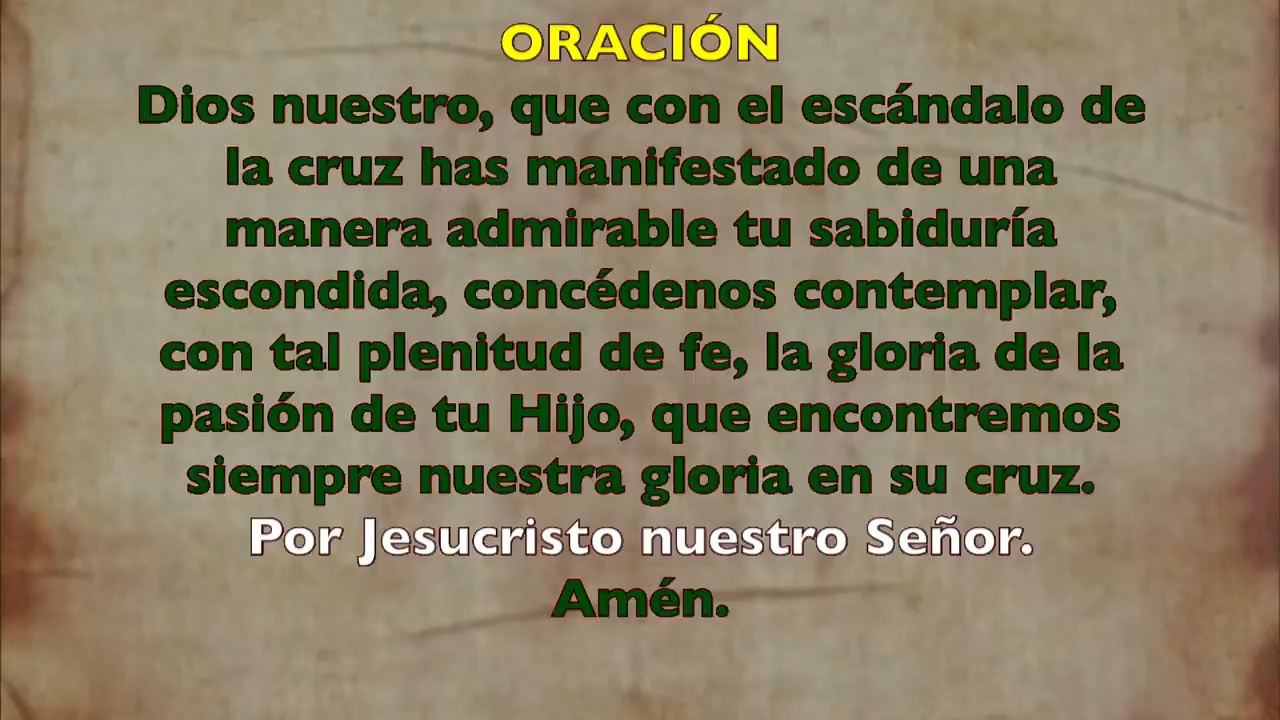 ORACIÓN
Dios nuestro, que con el escándalo de
la cruz has manifestado de una
manera admirable tu sabiduría
escondida, concédenos contemplar,
con tal plenitud de fe, la gloria de la
pasión de tu Hijo, que encontremos
siempre nuestra gloria en su cruz.
Por Jesucristo nuestro Señor.
Amén.